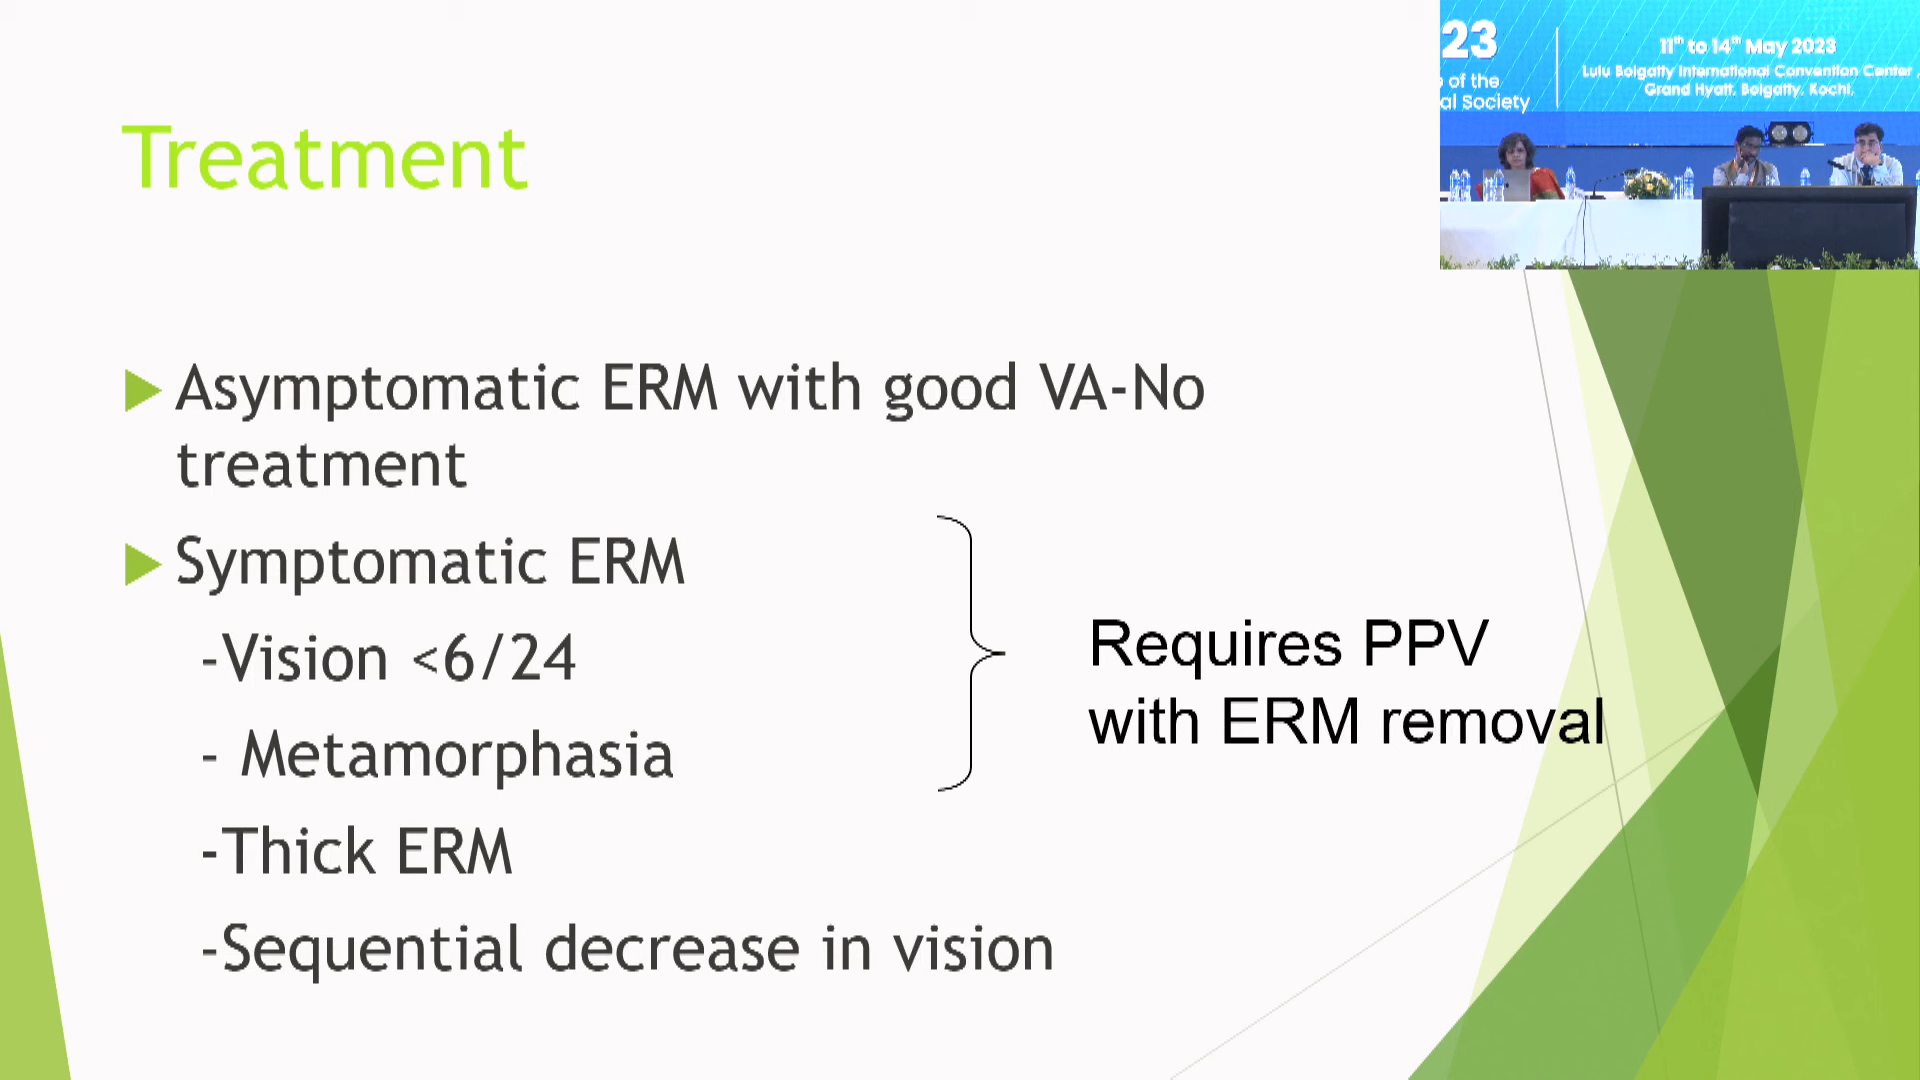 Treatment
Asymptomatic ERM with good VA-No
treatment
Symptomatic ERM
-Vision <6/24
- Metamorphasia
-Thick ERM
-Sequential decrease in vision
Requires PPV
with ERM removal
23
of the
al Society
11th to 14th May 2023
Lulu Bolgatty International Convention Center,
Grand Hyatt, Bolgatty, Kochi,